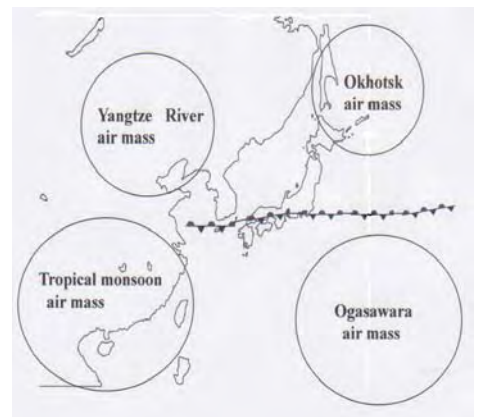 Okhotsk
air mass
Yangtze River
air mass
Tropical monsoon
air mass
Ogasawara
air mass